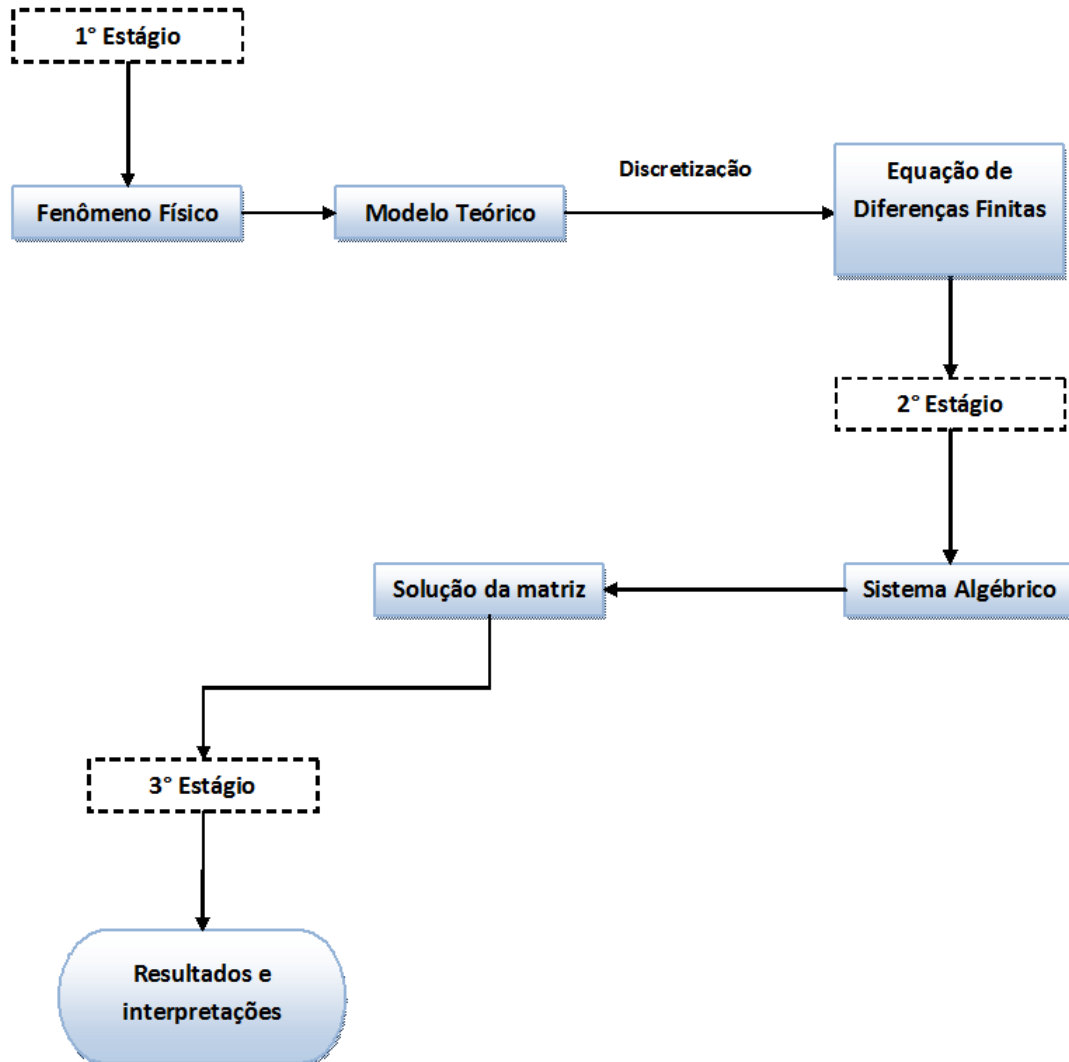 1° Estágio
Discretização
Fenômeno Físico
Modelo Teórico
Equação de
Diferenças Finitas
2° Estágio
Solução da matriz
Sistema Algébrico
3° Estágio
Resultados e
interpretações